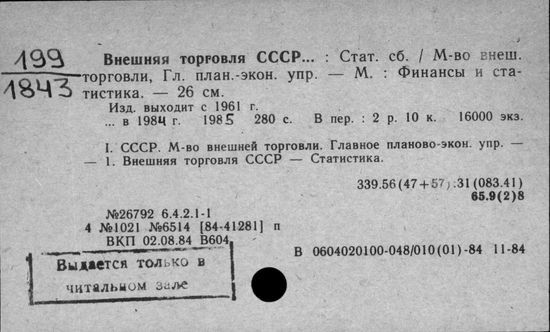 199
1843
Внешняя торговля СССР... : Стат. сб. / М-во внеш.
торговли, Гл. план.-экон. упр. — М. : Финансы и ста-
тистика. — 26 см.
Изд. выходит с 1961 г.
... в 1984 г. 1985 280 с. В пер. : 2 р. 10 к. 16000 экз.
I. СССР. М-во внешней торговли. Главное планово-экон. упр. —
— 1. Внешняя торговля СССР — Статистика.
339.56(47+57):31(083.41)
65.9(2)8
№26792 6.4.2.1-1
4 №1021 №6514 [84-41281] п
ВКП 02.08.84 В604
В 0604020100-048/010(01)-84 11-84
Выдается только в
читальном зале